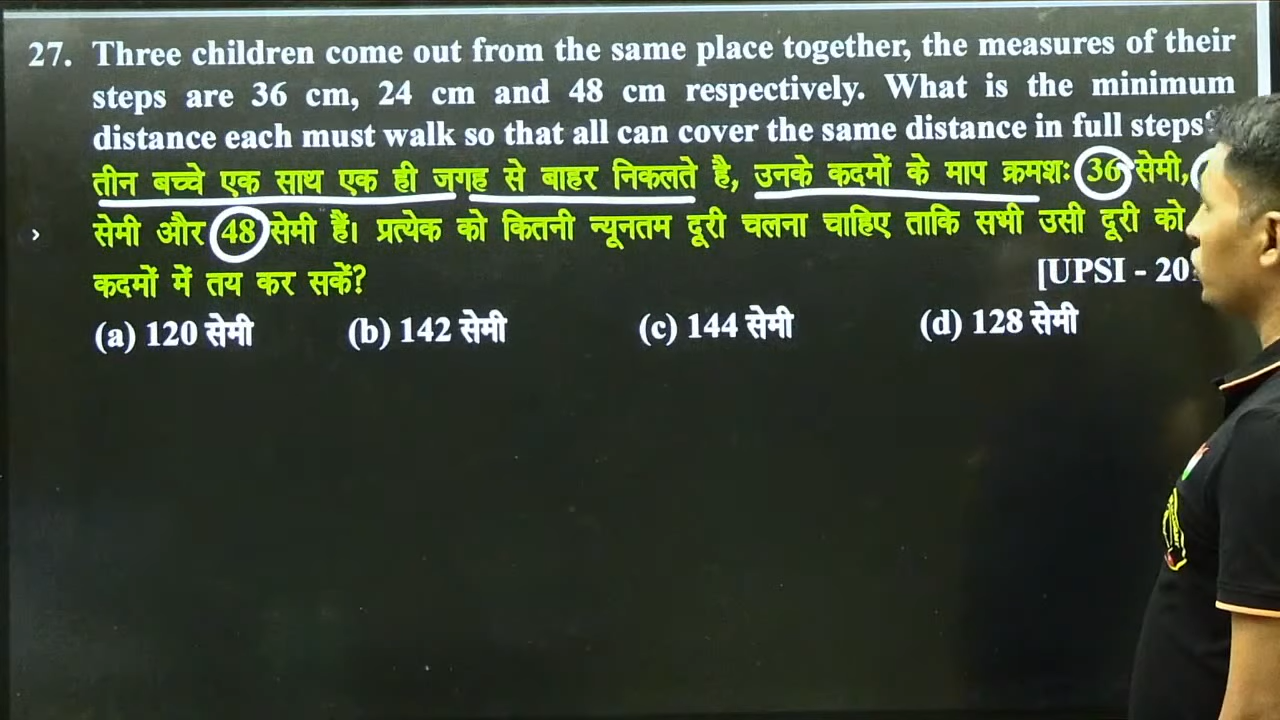 27. Three children come out from the same place together, the measures of their
steps are 36 cm, 24 cm and 48 cm respectively. What is the minimum
distance each must walk so that all can cover the same distance in full steps?
तीन बच्चे एक साथ एक ही जगह से बाहर निकलते है, उनके कदमों के माप क्रमशः 36 सेमी,
सेमी और 48 सेमी हैं। प्रत्येक को कितनी न्यूनतम दूरी चलना चाहिए ताकि सभी उसी दूरी को
कदमों में तय कर सकें?
[UPSI - 20
(a) 120 सेमी (b) 142 सेमी (c) 144 सेमी (d) 128 सेमी